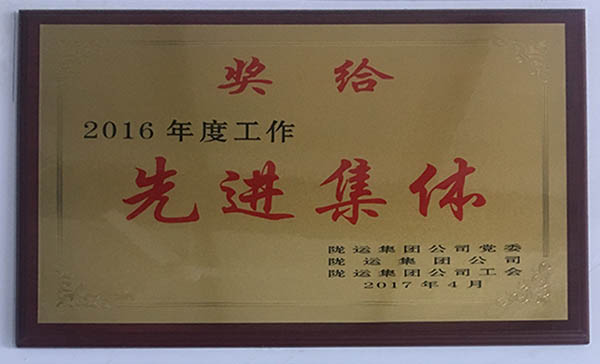 奖给
2016年度工作
先进集体
陇运集团公司党委
陇运集团公司
陇运集团公司工会
2017年4月